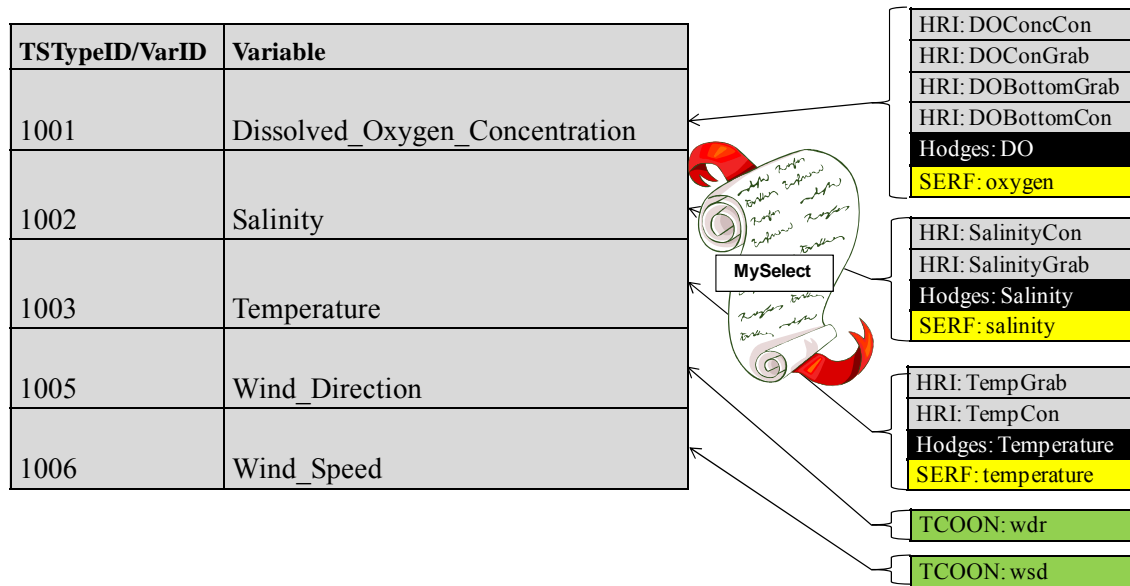 TSTypeID/VarID Variable
1001 Dissolved_Oxygen_Concentration
1002 Salinity
1003 Temperature
1005 Wind_Direction
1006 Wind_Speed
MySelect
HRI: DOConcCon
HRI: DOConGrab
HRI: DOBottomGrab
HRI: DOBottomCon
Hodges: DO
SERF: oxygen
HRI: SalinityCon
HRI: SalinityGrab
Hodges: Salinity
SERF: salinity
HRI: TempGrab
HRI: TempCon
Hodges: Temperature
SERF: temperature
TCOON: wdr
TCOON: wsd